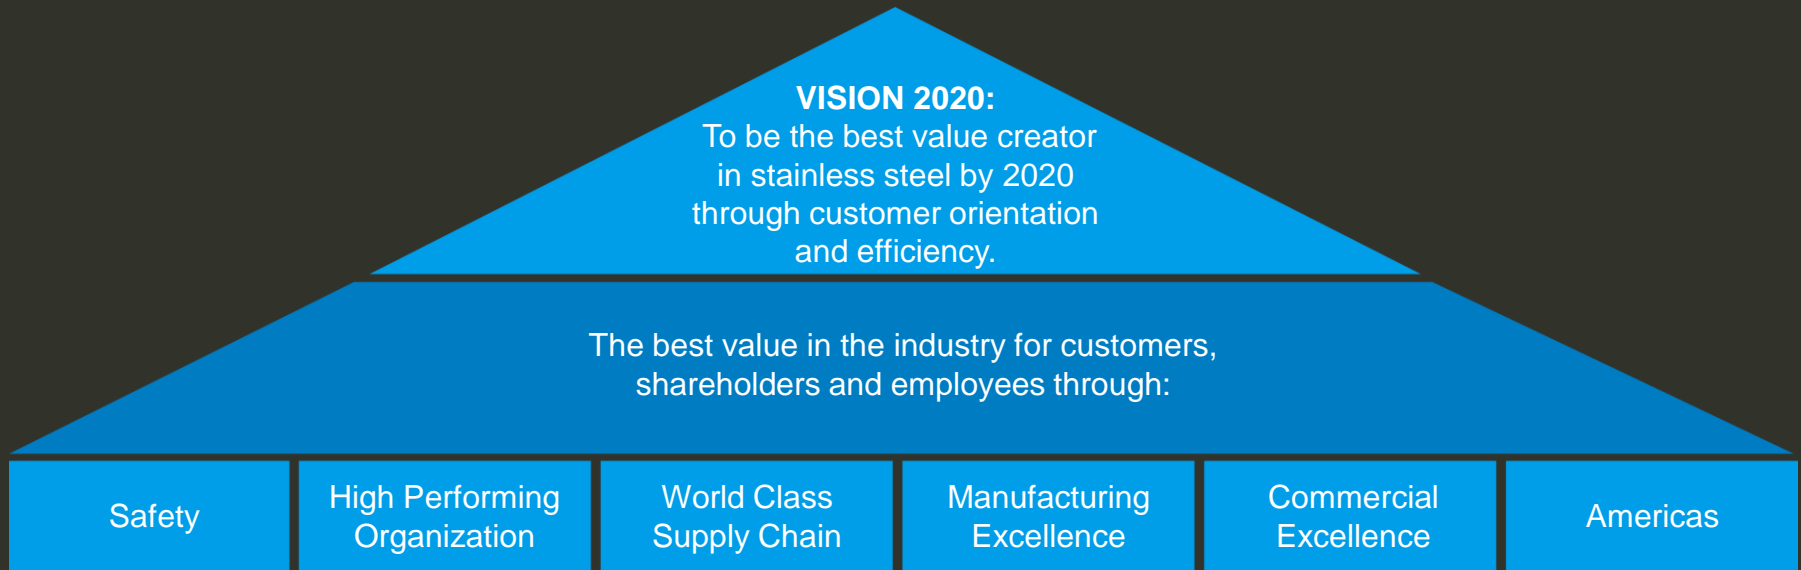 VISION 2020:
To be the best value creator
in stainless steel by 2020
through customer orientation
and efficiency.
The best value in the industry for customers,
shareholders and employees through:
Safety
High Performing
Organization
World Class
Supply Chain
Manufacturing
Excellence
Commercial
Excellence
Americas